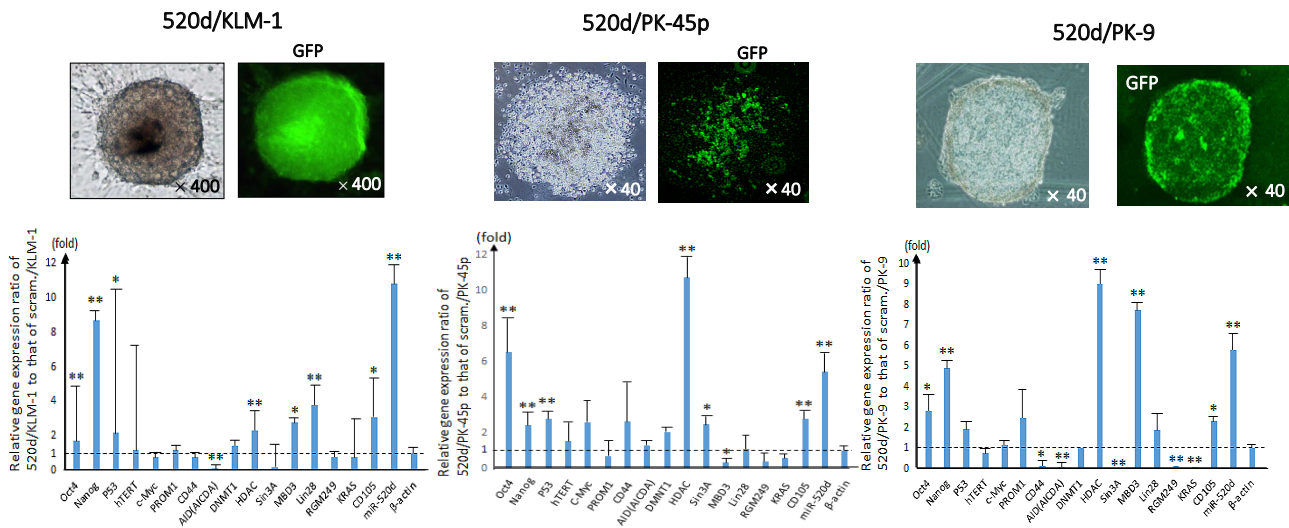 520d/KLM-1
GFP
× 400
× 400
(fold)
Relative gene expression ratio of
520d/KLM-1 to that of scram./KLM-1
12
10
8
6
4
2
1
0
**
**
*
**
**
*
**
*
**
Oct4
Nanog
P53
hTERT
c-Myc
PROM1
CD44
AID(AICDA)
DNMT1
HDAC
Sin3A
MBD3
Lin28
RGM249
KRAS
CD105
miR-520d
β-actin
520d/PK-45p
GFP
× 40
× 40
(fold)
Relative gene expression ratio of
520d/PK-45p to that of scram./PK-45p
12
10
8
6
4
2
1
0
**
**
**
**
*
*
**
**
Oct4
Nanog
P53
hTERT
c-Myc
PROM1
CD44
AID(AICDA)
DMNT1
HDAC
Sin3A
MBD3
Lin28
RGM249
KRAS
CD105
miR-520d
β-actin
520d/PK-9
GFP
× 40
× 40
(fold)
Relative gene expression ratio of
520d/PK-9 to that of scram./PK-9
10
9
8
7
6
5
4
3
2
1
0
*
**
*
**
**
**
**
**
**
*
**
Oct4
Nanog
P53
hTERT
c-Myc
PROM1
CD44
AID(AICDA)
DNMT1
HDAC
Sin3A
MBD3
Lin28
RGM249
KRAS
CD105
miR-520d
β-actin